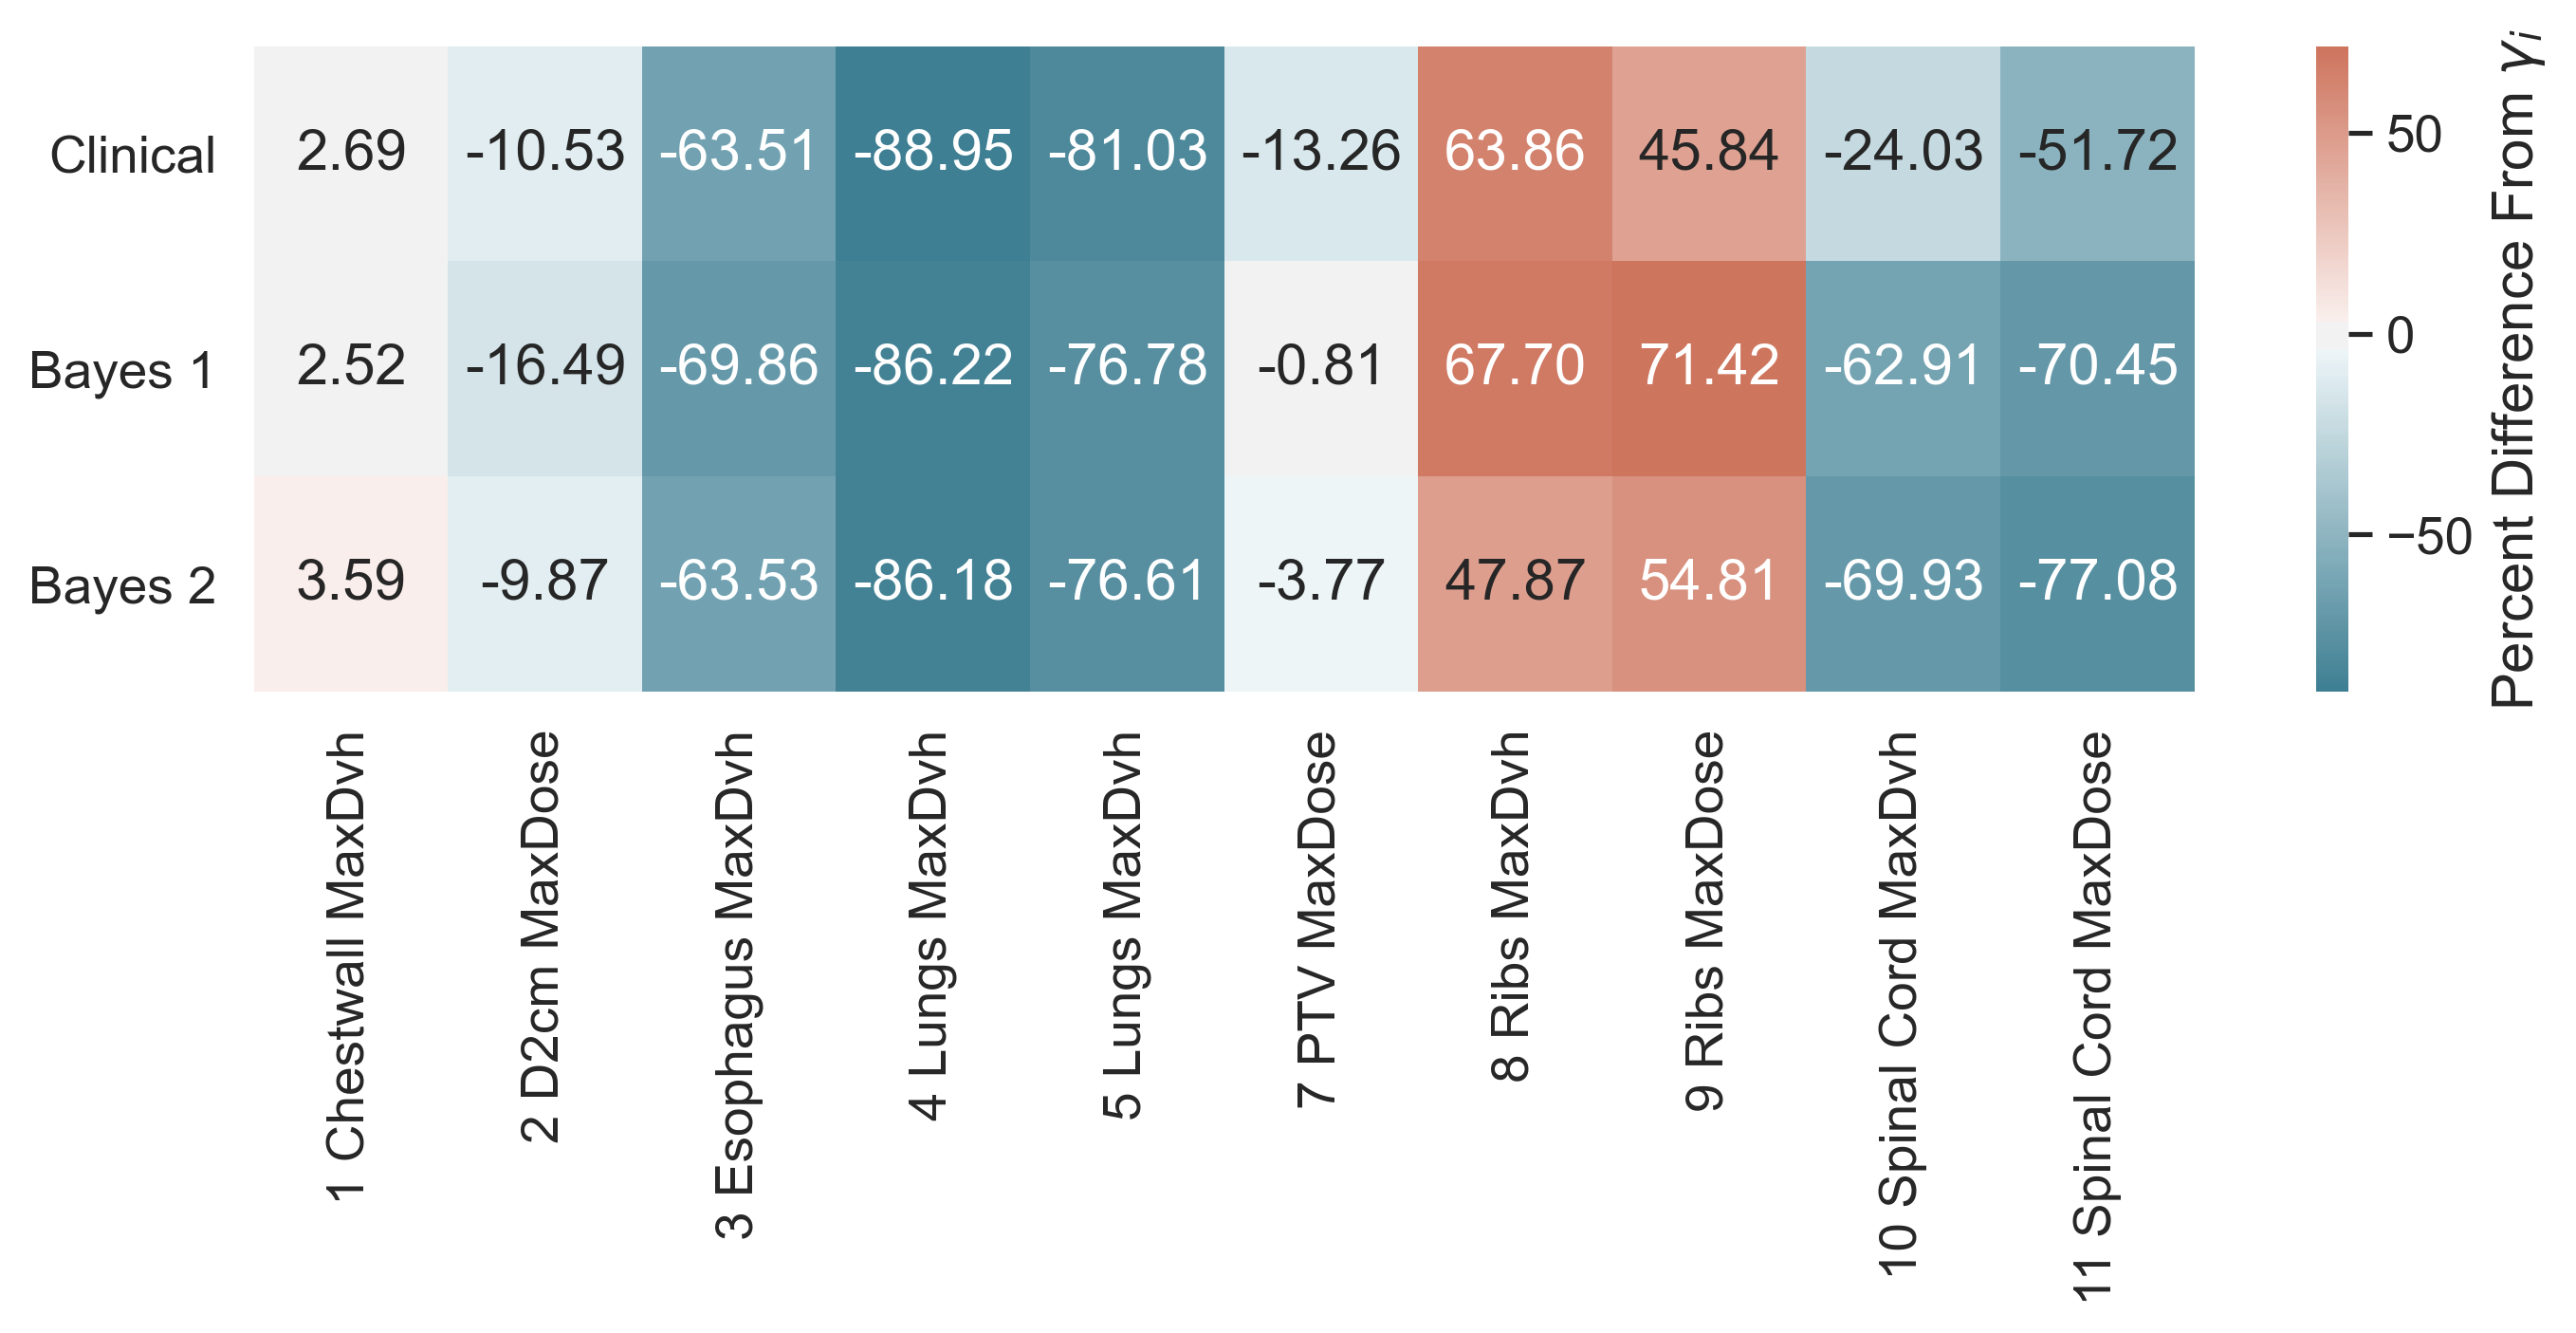 Clinical 2.69 -10.53 -63.51 -88.95 -81.03 -13.26 63.86 45.84 -24.03 -51.72
Bayes 1 2.52 -16.49 -69.86 -86.22 -76.78 -0.81 67.70 71.42 -62.91 -70.45
Bayes 2 3.59 -9.87 -63.53 -86.18 -76.61 -3.77 47.87 54.81 -69.93 -77.08
1 Chestwall MaxDvh
2 D2cm MaxDose
3 Esophagus MaxDvh
4 Lungs MaxDvh
5 Lungs MaxDvh
7 PTV MaxDose
8 Ribs MaxDvh
9 Ribs MaxDose
10 Spinal Cord MaxDvh
11 Spinal Cord MaxDose
50
0
−50
Percent Difference From γᵢ